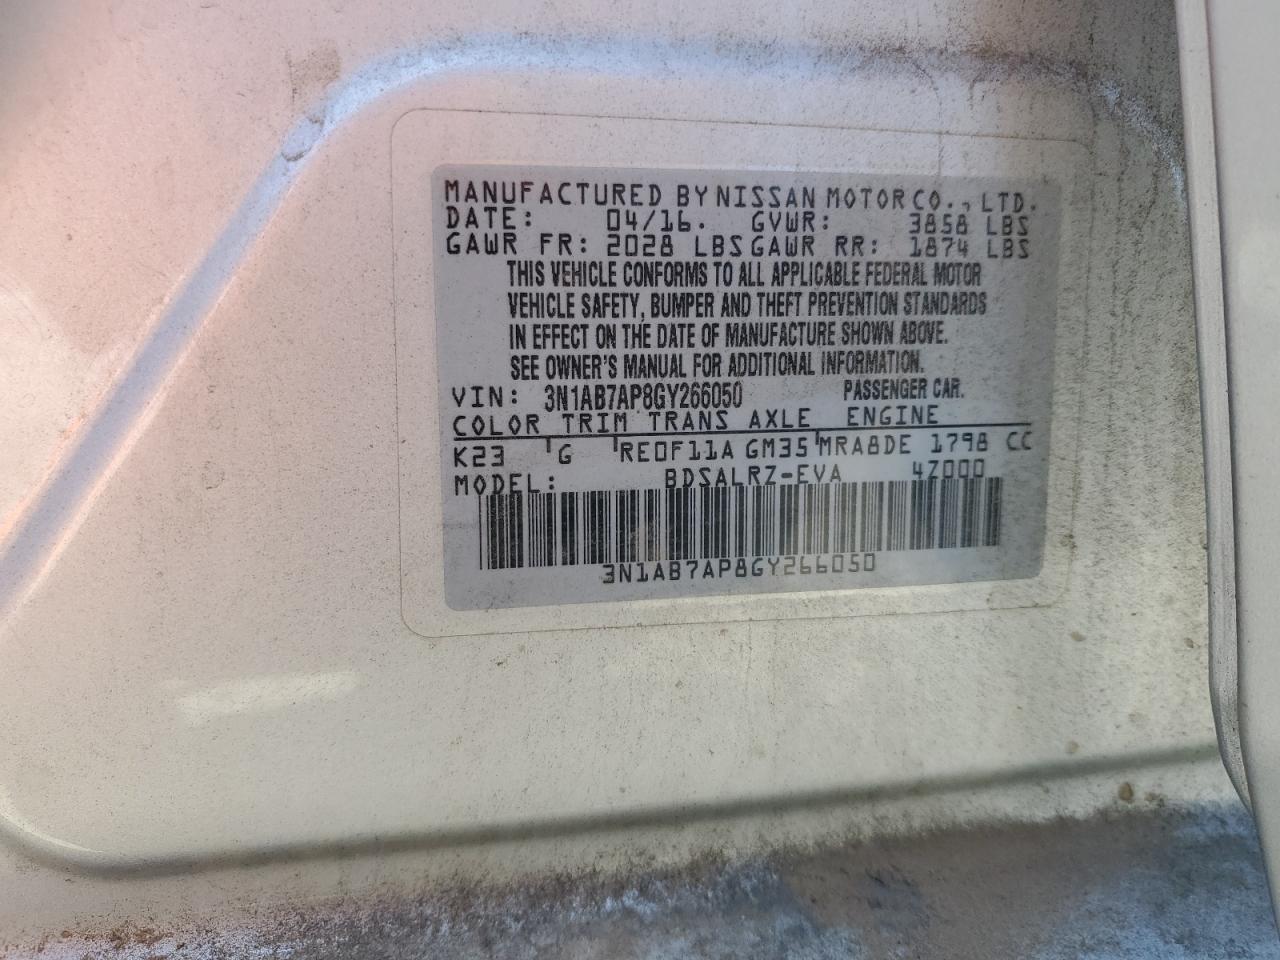 MANUFACTURED BY NISSAN MOTOR CO., LTD.
DATE: 04/16. GVWR: 3858 LBS
GAWR FR: 2028 LBS GAWR RR: 1874 LBS
THIS VEHICLE CONFORMS TO ALL APPLICABLE FEDERAL MOTOR
VEHICLE SAFETY, BUMPER AND THEFT PREVENTION STANDARDS
IN EFFECT ON THE DATE OF MANUFACTURE SHOWN ABOVE.
SEE OWNER'S MANUAL FOR ADDITIONAL INFORMATION.
VIN: 3N1AB7AP8GY266050 PASSENGER CAR.
COLOR TRIM TRANS AXLE ENGINE
K23 G RE0F11A GM35 MRA8DE 1798 CC
MODEL: BDSALRZ-EVA 4Z000
3N1AB7AP8GY266050